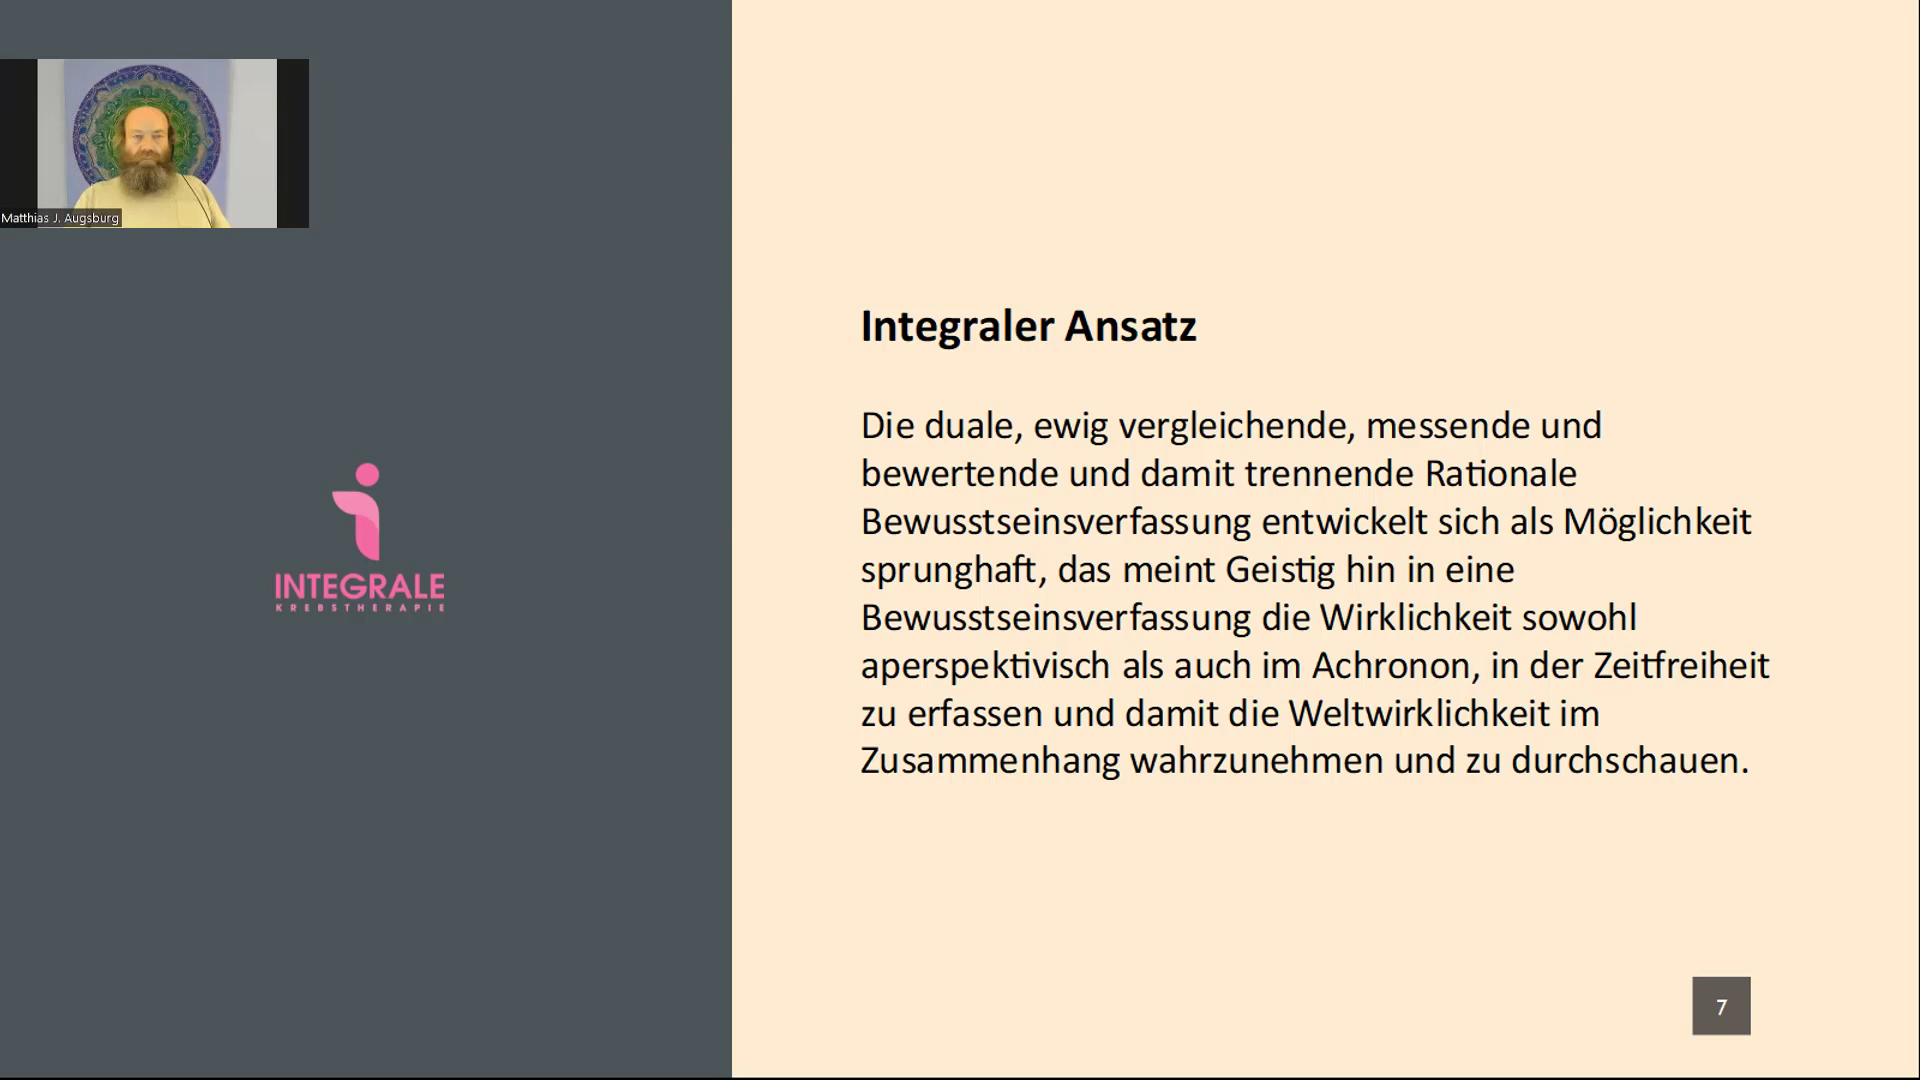 Matthias J. Augsburg
INTEGRALE
KREBSTHERAPIE
Integraler Ansatz
Die duale, ewig vergleichende, messende und
bewertende und damit trennende Rationale
Bewusstseinsverfassung entwickelt sich als Möglichkeit
sprunghaft, das meint Geistig hin in eine
Bewusstseinsverfassung die Wirklichkeit sowohl
aperspektivisch als auch im Achronon, in der Zeitfreiheit
zu erfassen und damit die Weltwirklichkeit im
Zusammenhang wahrzunehmen und zu durchschauen.
7